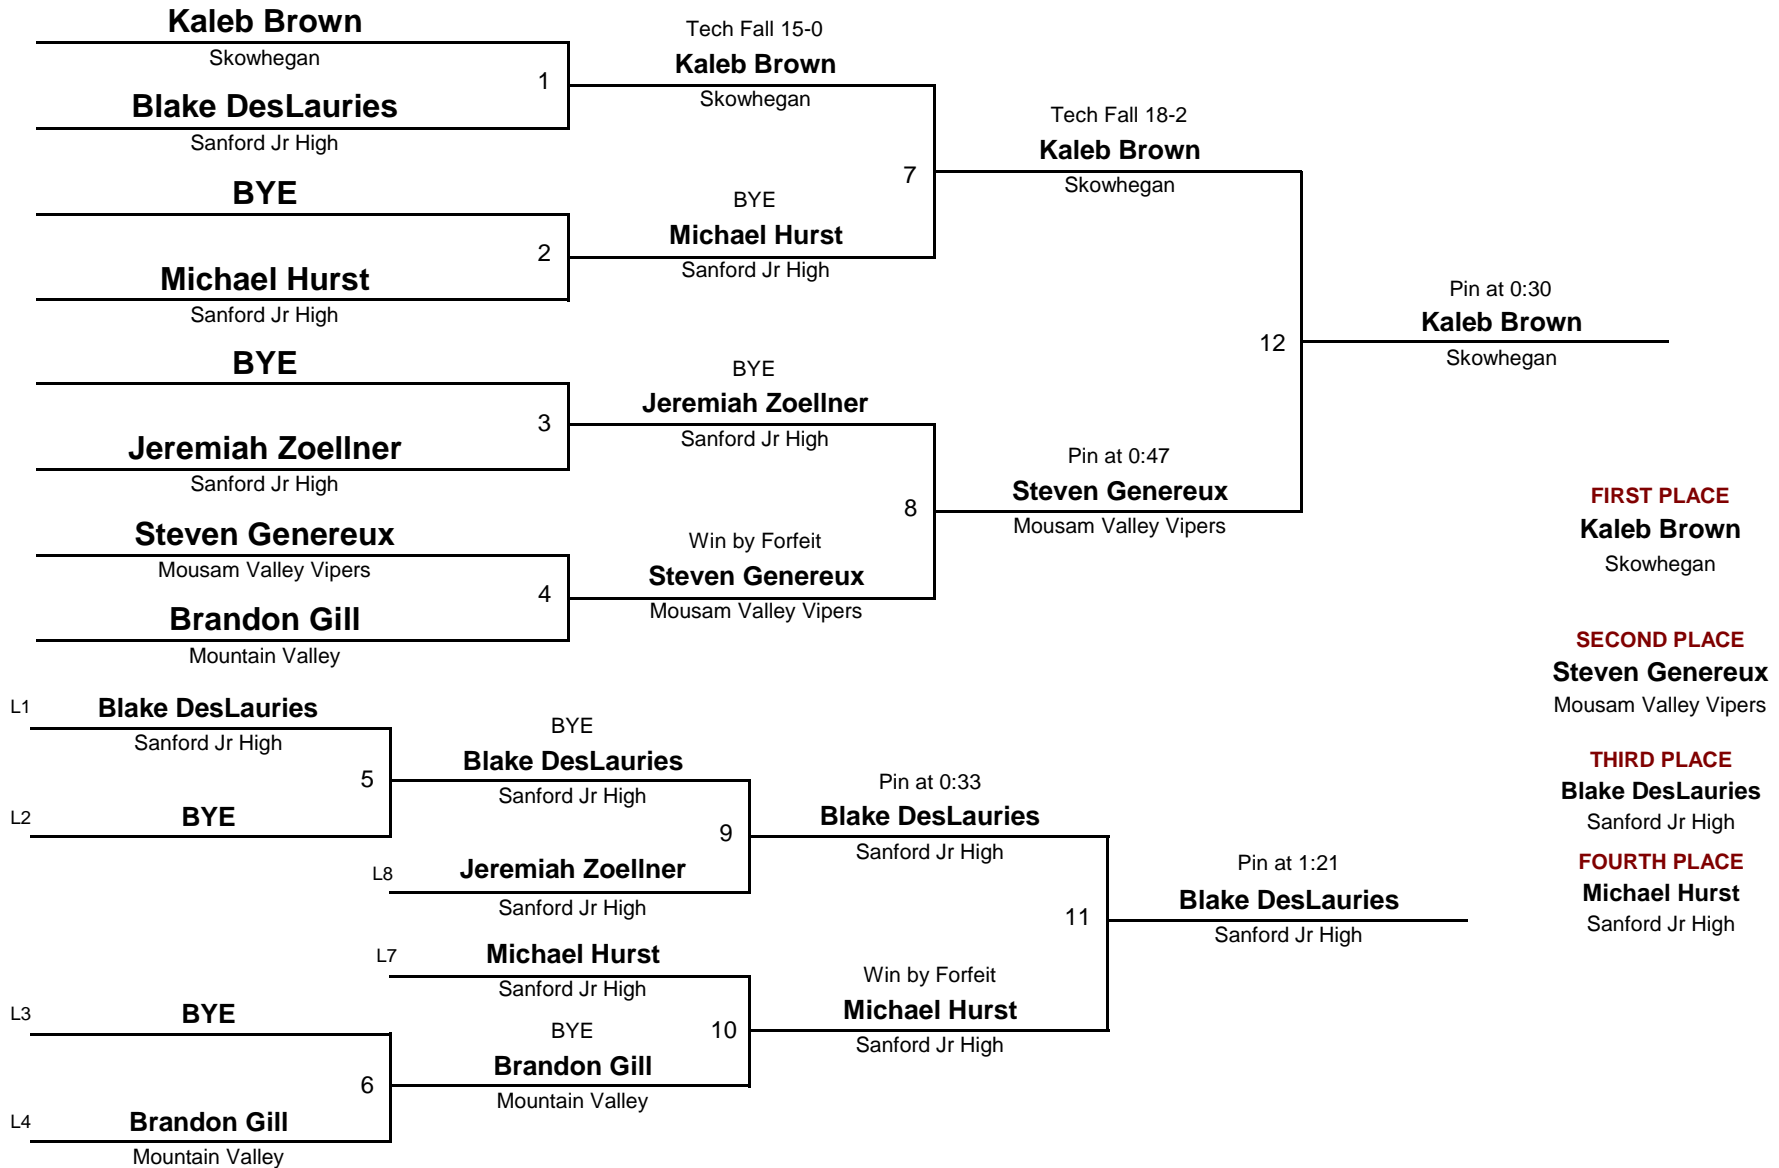 Kaleb Brown
Skowhegan
1
Blake DesLauries
Sanford Jr High
BYE
2
Michael Hurst
Sanford Jr High
BYE
3
Jeremiah Zoellner
Sanford Jr High
Steven Genereux
Mousam Valley Vipers
4
Brandon Gill
Mountain Valley
Tech Fall 15-0
Kaleb Brown
Skowhegan
7
BYE
Michael Hurst
Sanford Jr High
BYE
Jeremiah Zoellner
Sanford Jr High
8
Win by Forfeit
Steven Genereux
Mousam Valley Vipers
Tech Fall 18-2
Kaleb Brown
Skowhegan
12
Pin at 0:47
Steven Genereux
Mousam Valley Vipers
Pin at 0:30
Kaleb Brown
Skowhegan
L1
Blake DesLauries
Sanford Jr High
5
L2
BYE
L3
BYE
6
L4
Brandon Gill
Mountain Valley
BYE
Blake DesLauries
Sanford Jr High
9
L8
Jeremiah Zoellner
Sanford Jr High
L7
Michael Hurst
Sanford Jr High
10
BYE
Brandon Gill
Mountain Valley
Pin at 0:33
Blake DesLauries
Sanford Jr High
11
Win by Forfeit
Michael Hurst
Sanford Jr High
Pin at 1:21
Blake DesLauries
Sanford Jr High
FIRST PLACE
Kaleb Brown
Skowhegan
SECOND PLACE
Steven Genereux
Mousam Valley Vipers
THIRD PLACE
Blake DesLauries
Sanford Jr High
FOURTH PLACE
Michael Hurst
Sanford Jr High